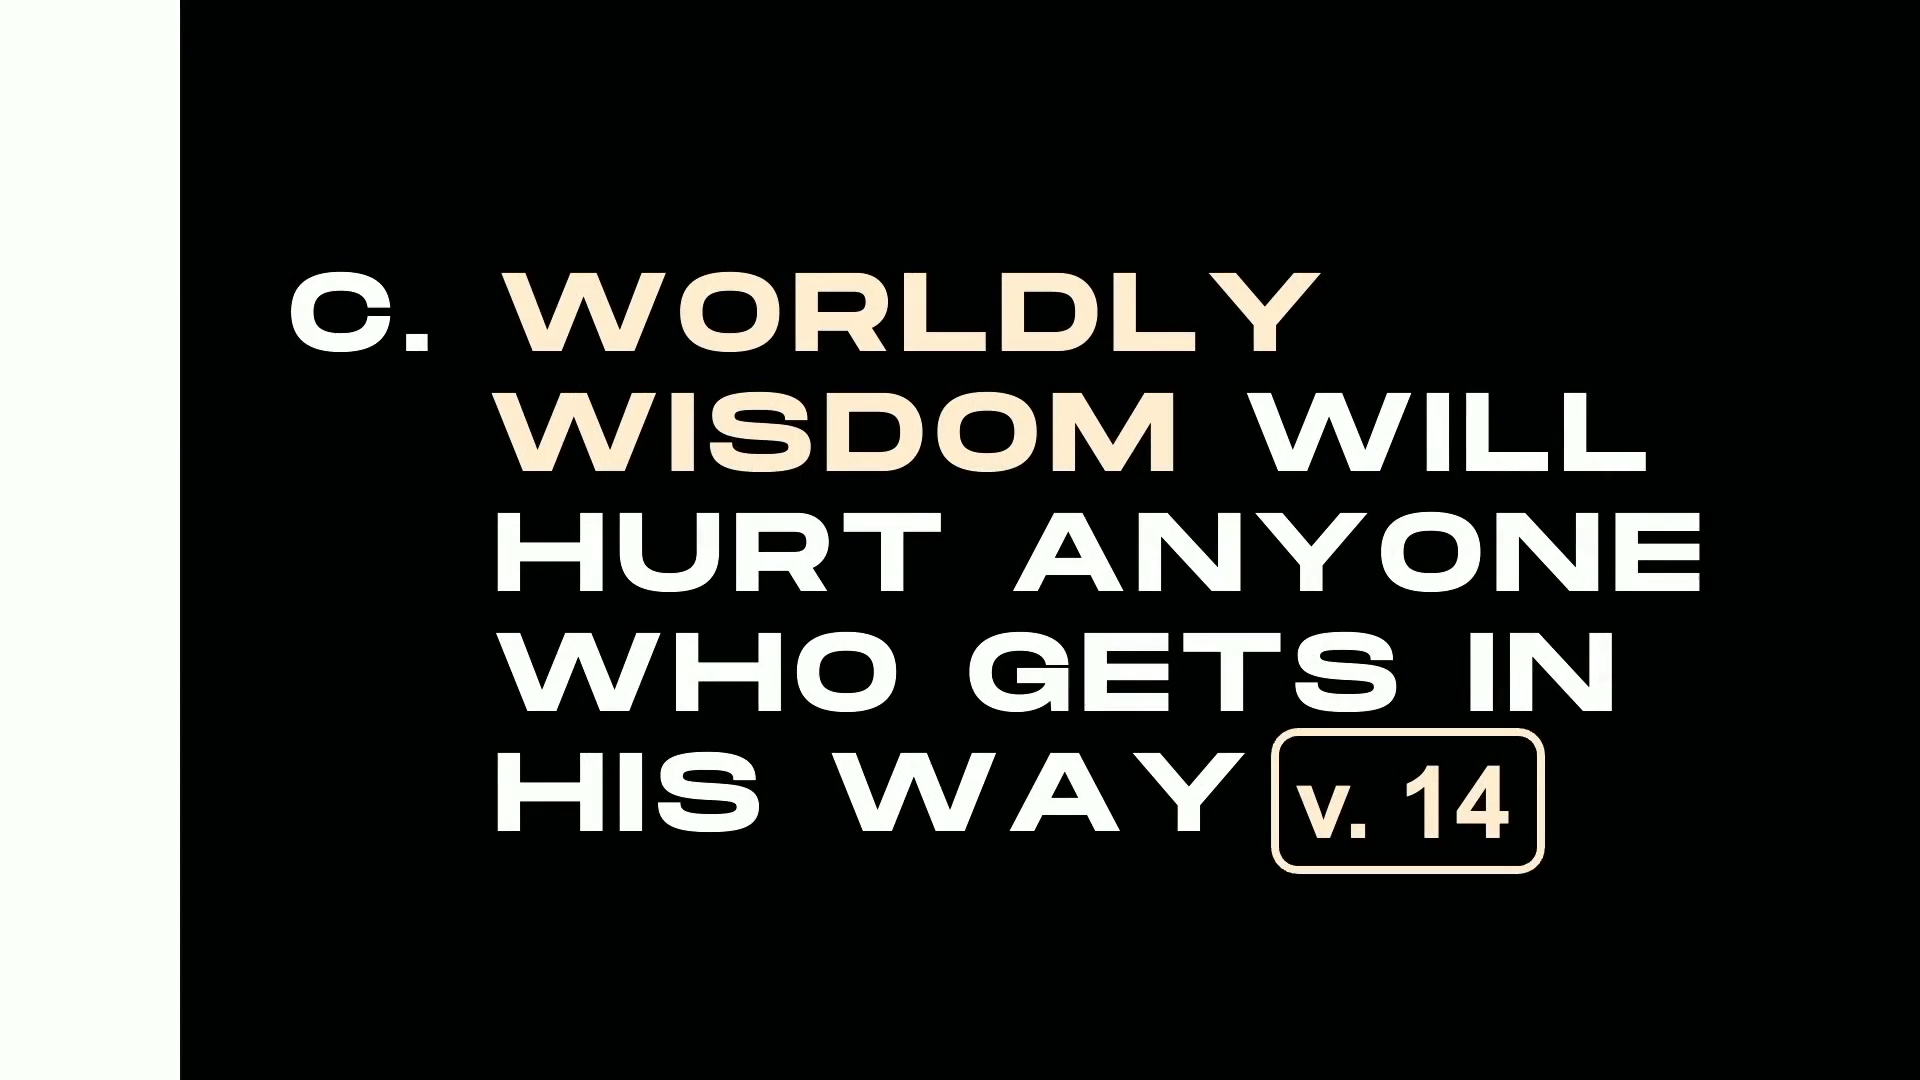 C. WORLDLY
WISDOM WILL
HURT ANYONE
WHO GETS IN
HIS WAY v. 14